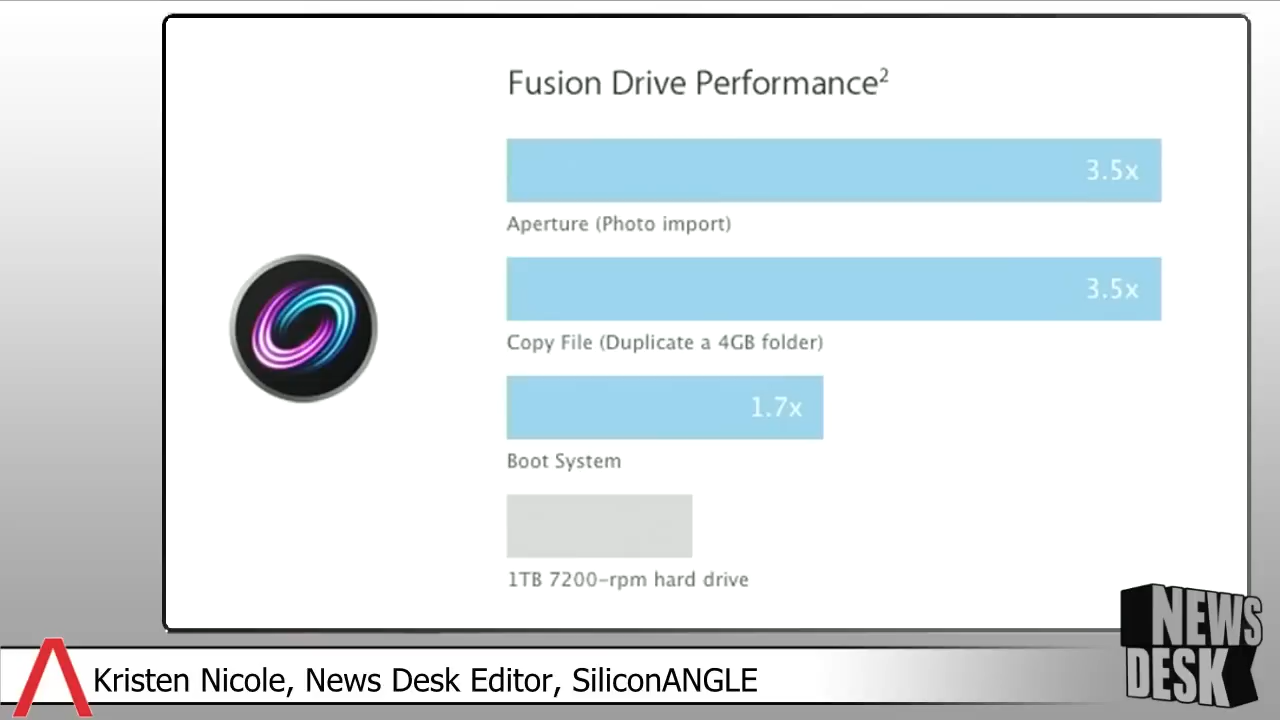 Fusion Drive Performance²
3.5x
Aperture (Photo import)
3.5x
Copy File (Duplicate a 4GB folder)
1.7x
Boot System
1TB 7200-rpm hard drive
NEWS
DESK
Kristen Nicole, News Desk Editor, SiliconANGLE